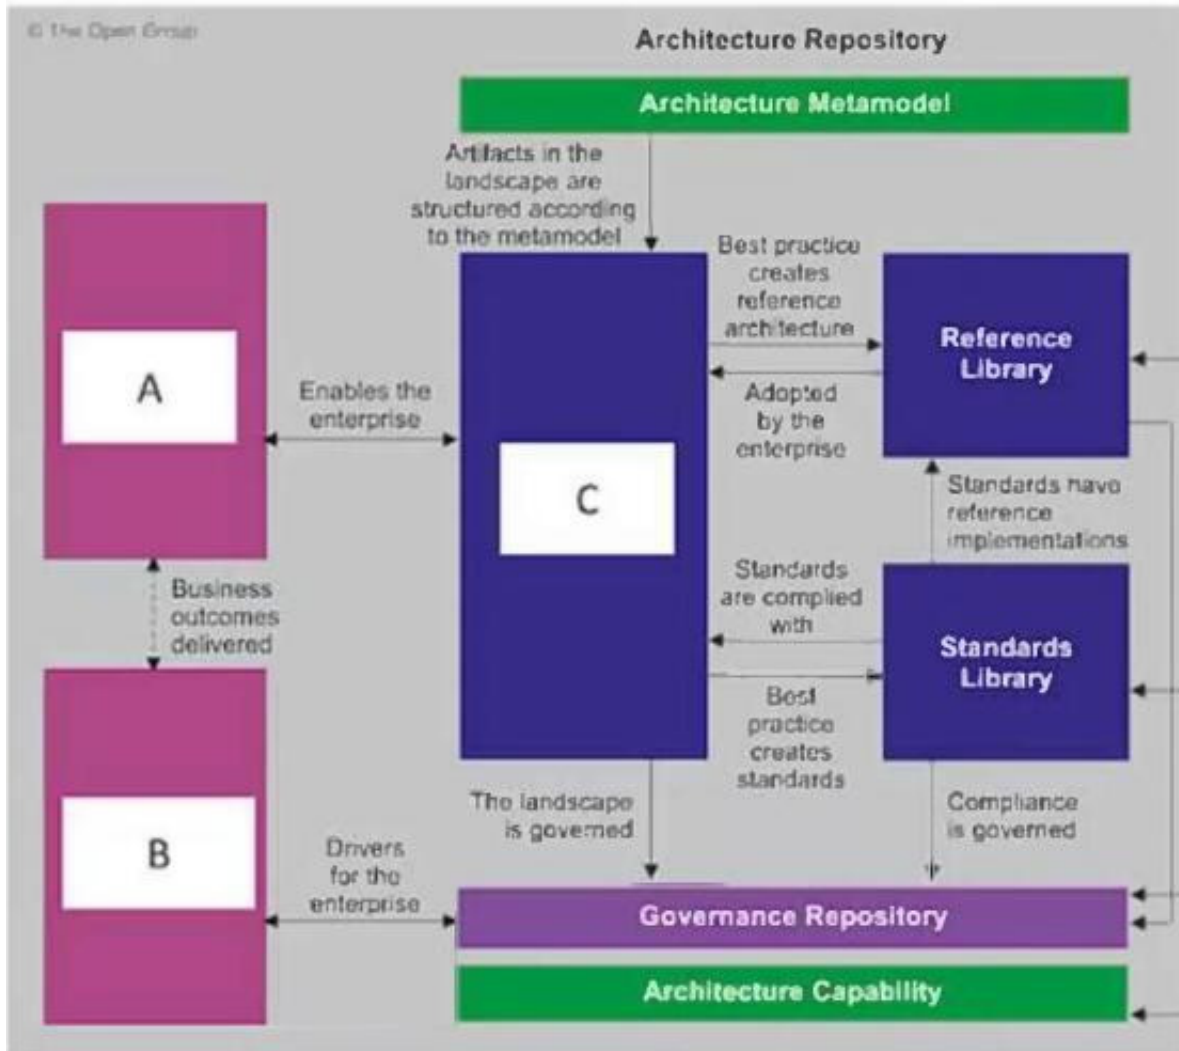 © The Open Group
Architecture Repository
Architecture Metamodel
Artifacts in the
landscape are
structured according
to the metamodel
A
Enables the
enterprise
Business
outcomes
delivered
B
Drivers
for the
enterprise
C
Best practice
creates
reference
architecture
Adopted
by the
enterprise
Reference
Library
Standards have
reference
implementations
Standards
are complied
with
Best
practice
creates
standards
Standards
Library
The landscape
is governed
Compliance
is governed
Governance Repository
Architecture Capability